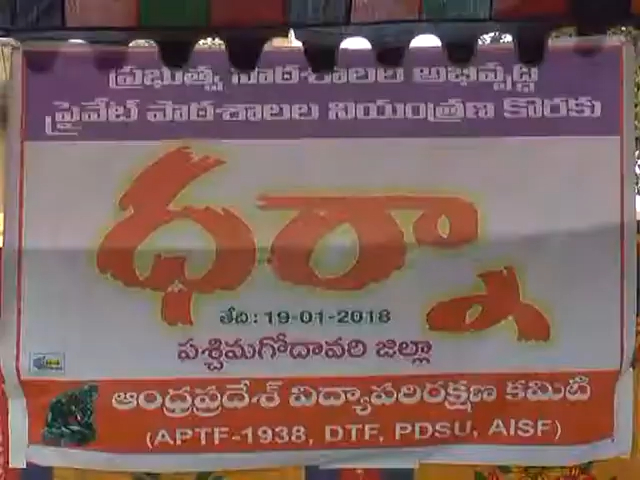 ప్రభుత్వ పాఠశాలల అభివృద్ధి
ప్రైవేట్ పాఠశాలల నియంత్రణ కొరకు
ధర్నా
తేది: 19-01-2018
పశ్చిమగోదావరి జిల్లా
ఆంధ్రప్రదేశ్ విద్యాపరిరక్షణ కమిటి
(APTF-1938, DTF, PDSU, AISF)